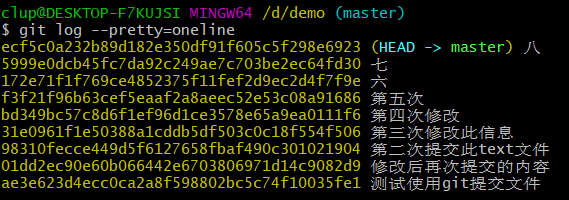 clup@DESKTOP-F7KUJSI MINGW64 /d/demo (master)
$ git log --pretty=oneline
ecf5c0a232b89d182e350df91f605c5f298e6923 (HEAD -> master) 八
5999e0dcb45fc7da92c249ae7c703be2ec64fd30 七
172e71f1f769ce4852375f11fef2d9ec2d4f7f9e 六
f3f21f96b63cef5eaaf2a8aeec52e53c08a91686 第五次
bd349bc57c8d6f1ef96d1ce3578e65a9ea0111f6 第四次修改
31e0961f1e50388a1cddb5df503c0c18f554f506 第三次修改此信息
98310fecce449d5f6127658fbaf490c301021904 第二次提交此text文件
01dd2ec90e60b066442e6703806971d14c9082d9 修改后再次提交的内容
ae3e623d4ecc0ca2a8f598802bc5c74f10035fe1 测试使用git提交文件